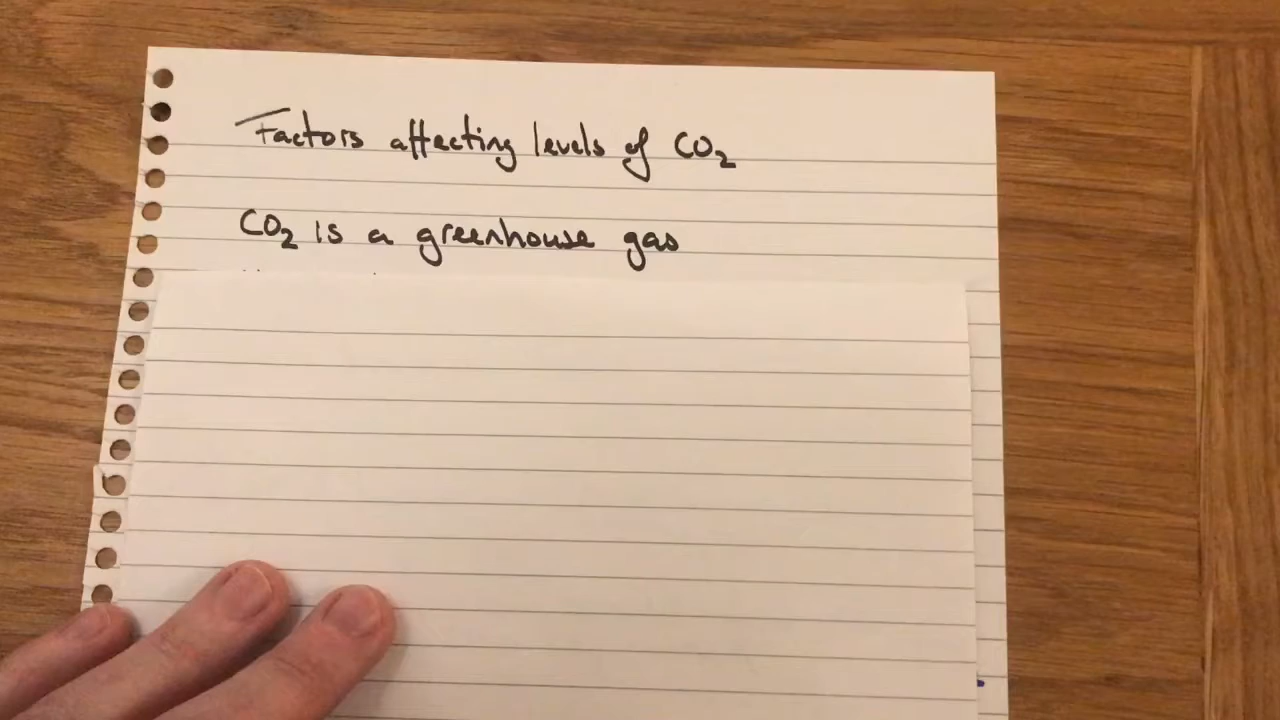 Factors affecting levels of CO₂
CO₂ is a greenhouse gas